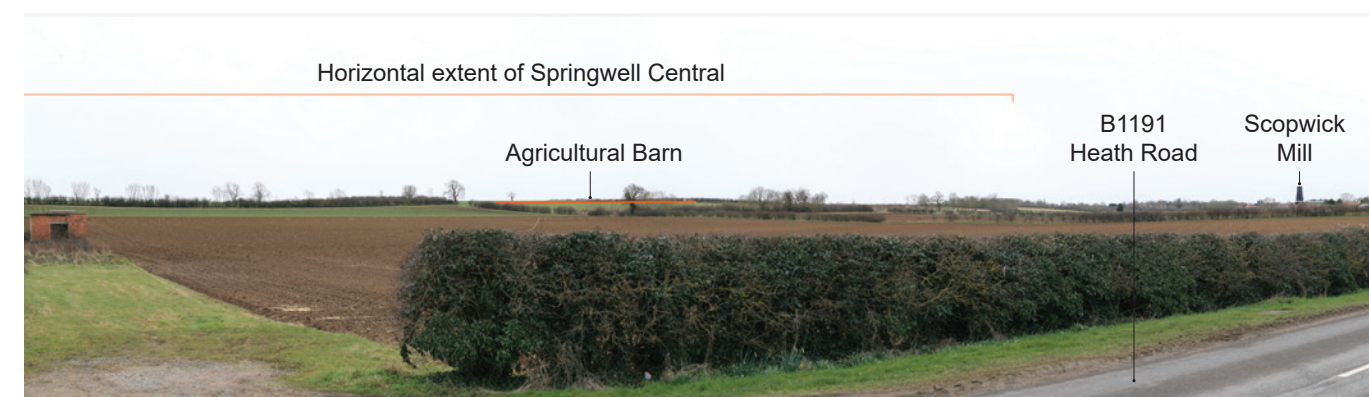 Horizontal extent of Springwell Central
Agricultural Barn
B1191
Heath Road
Scopwick
Mill